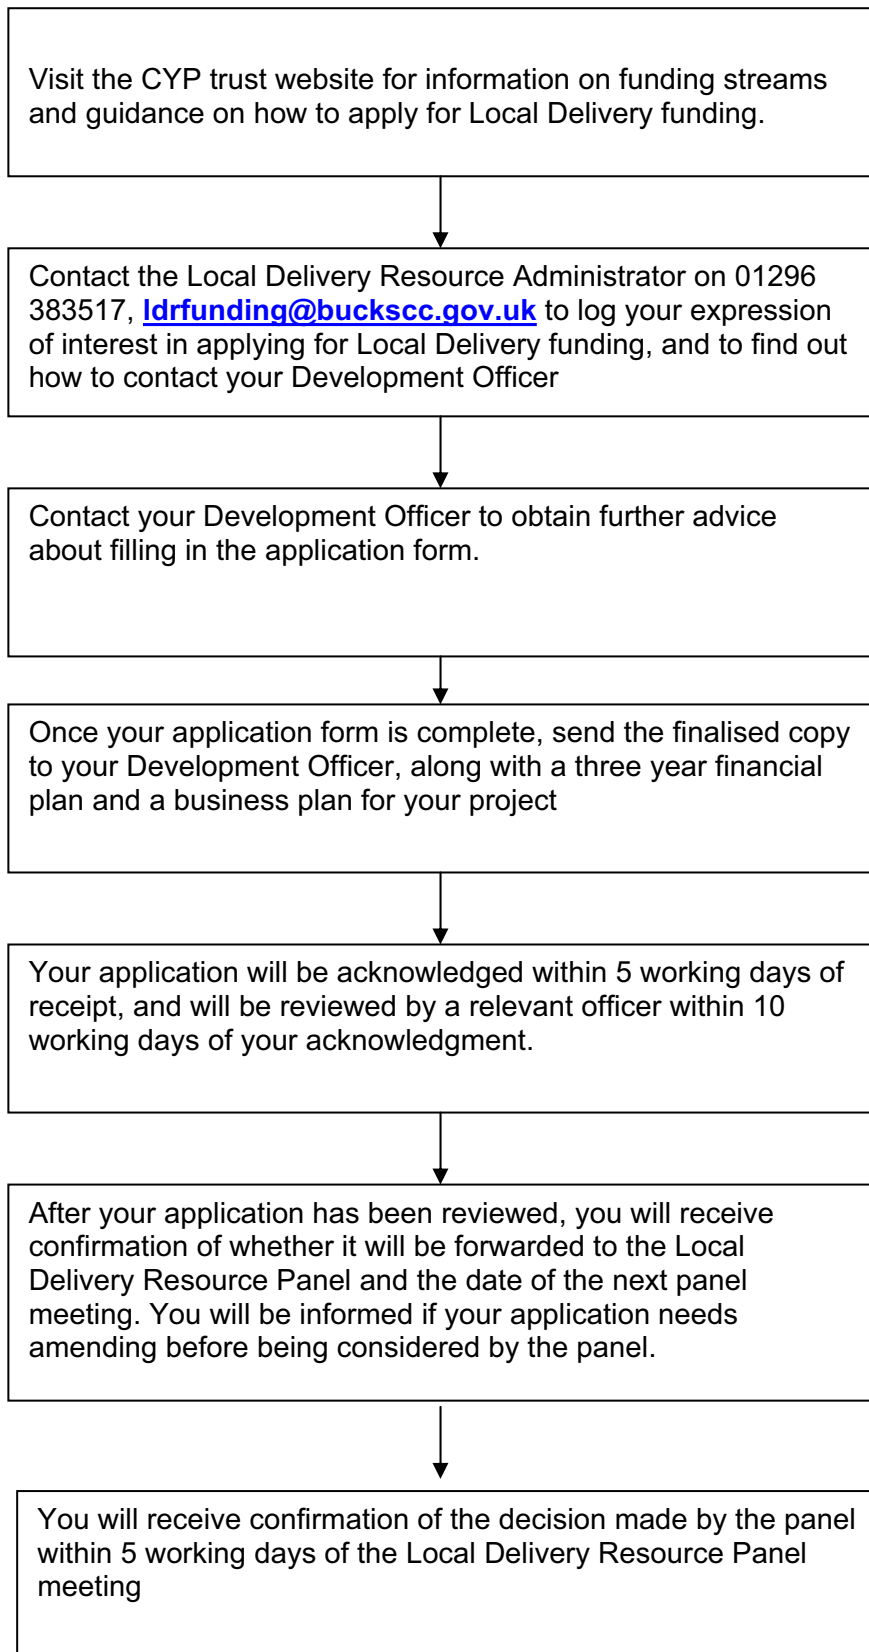 Visit the CYP trust website for information on funding streams
and guidance on how to apply for Local Delivery funding.
Contact the Local Delivery Resource Administrator on 01296
383517, ldrfunding@buckscc.gov.uk to log your expression
of interest in applying for Local Delivery funding, and to find out
how to contact your Development Officer
Contact your Development Officer to obtain further advice
about filling in the application form.
Once your application form is complete, send the finalised copy
to your Development Officer, along with a three year financial
plan and a business plan for your project
Your application will be acknowledged within 5 working days of
receipt, and will be reviewed by a relevant officer within 10
working days of your acknowledgment.
After your application has been reviewed, you will receive
confirmation of whether it will be forwarded to the Local
Delivery Resource Panel and the date of the next panel
meeting. You will be informed if your application needs
amending before being considered by the panel.
You will receive confirmation of the decision made by the panel
within 5 working days of the Local Delivery Resource Panel
meeting